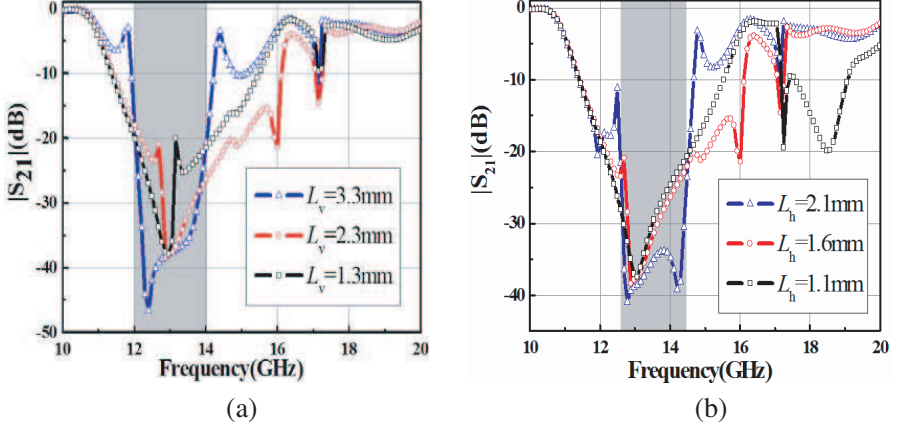 |S21|(dB)
0
-10
-20
-30
-40
-50
Lv=3.3mm
Lv=2.3mm
Lv=1.3mm
10 12 14 16 18 20
Frequency(GHz)
(a)
|S21|(dB)
0
-10
-20
-30
-40
Lh=2.1mm
Lh=1.6mm
Lh=1.1mm
10 12 14 16 18 20
Frequency(GHz)
(b)